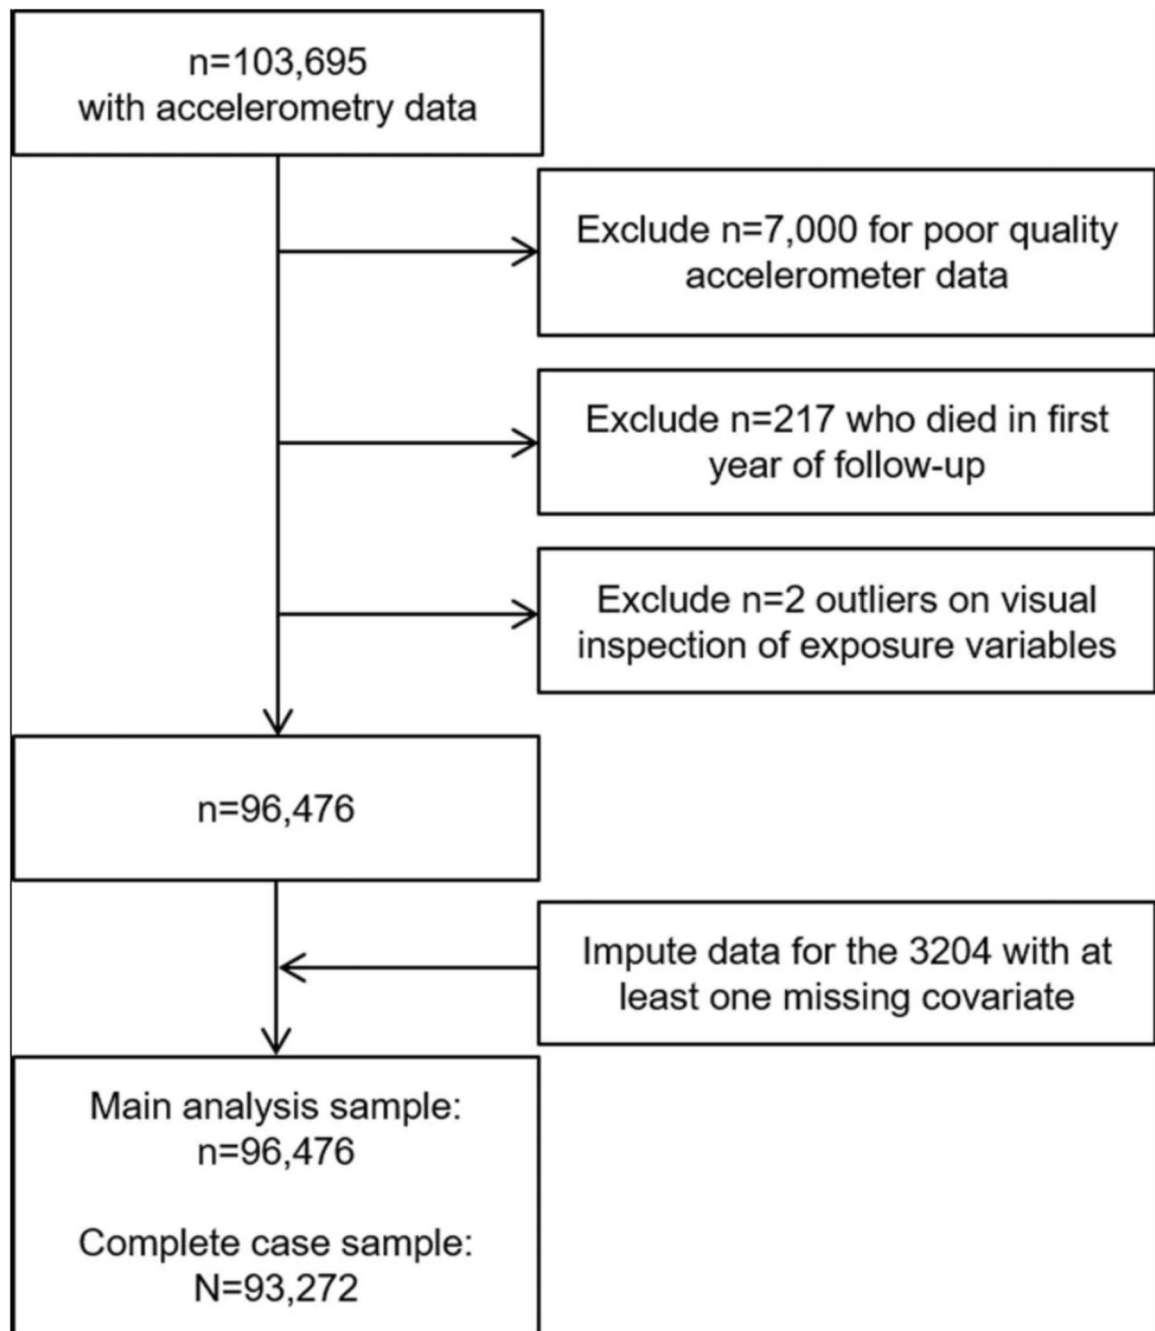 n=103,695
with accelerometry data
Exclude n=7,000 for poor quality
accelerometer data
Exclude n=217 who died in first
year of follow-up
Exclude n=2 outliers on visual
inspection of exposure variables
n=96,476
Impute data for the 3204 with at
least one missing covariate
Main analysis sample:
n=96,476
Complete case sample:
N=93,272